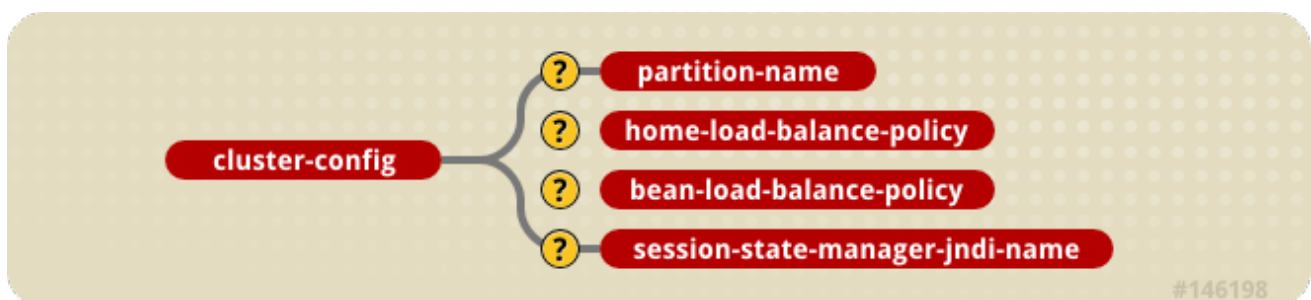 ?
partition-name
?
home-load-balance-policy
cluster-config
?
bean-load-balance-policy
?
session-state-manager-jndi-name
#146198